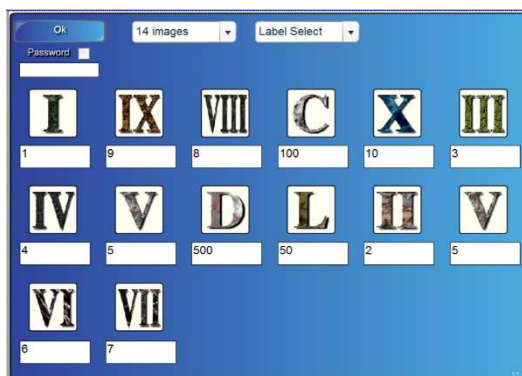 Ok 14 images Label Select
Password
I IX VIII C X III
1 9 8 100 10 3
IV V D L II V
4 5 500 50 2 5
VI VII
6 7